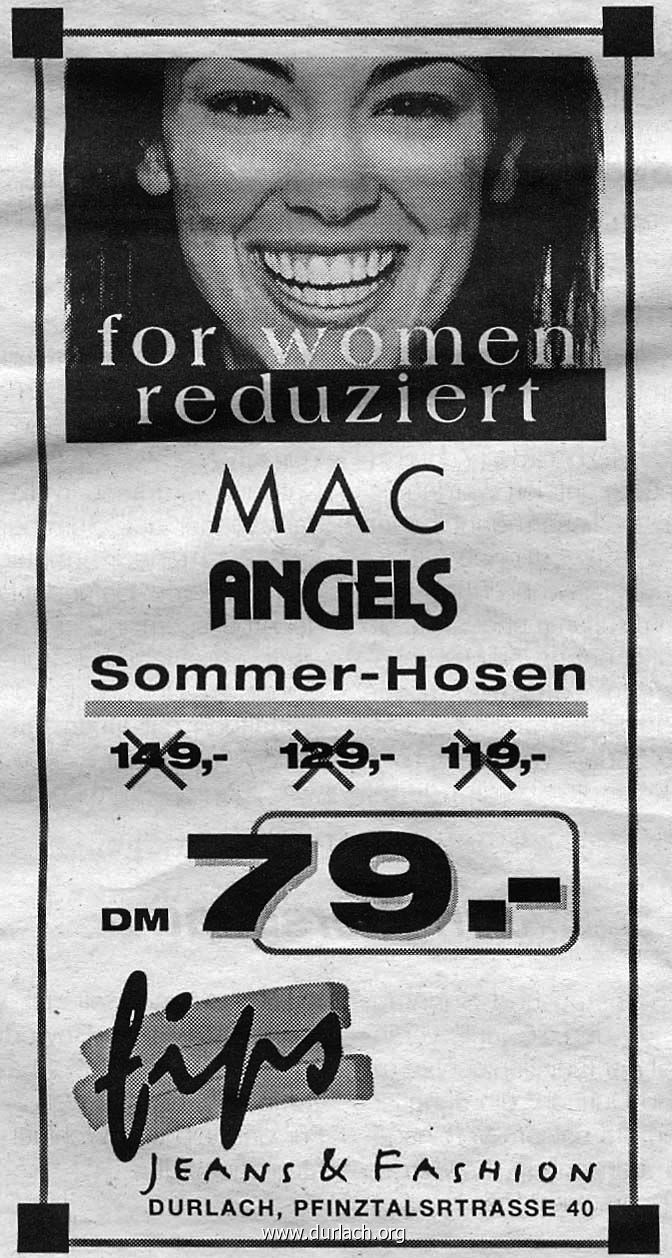 for women
reduziert
MAC
ANGELS
Sommer-Hosen
149,- 129,- 119,-
DM 79.-
fips
JEANS & FASHION
DURLACH, PFINZTALSRTRASSE 40
www.durlach.org